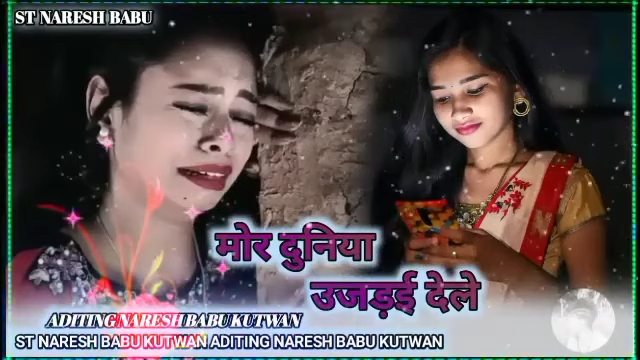 ST NARESH BABU
मोर दुनिया
उजड़ई देले
ADITING NARESH BABU KUTWAN
ST NARESH BABU KUTWAN ADITING NARESH BABU KUTWAN